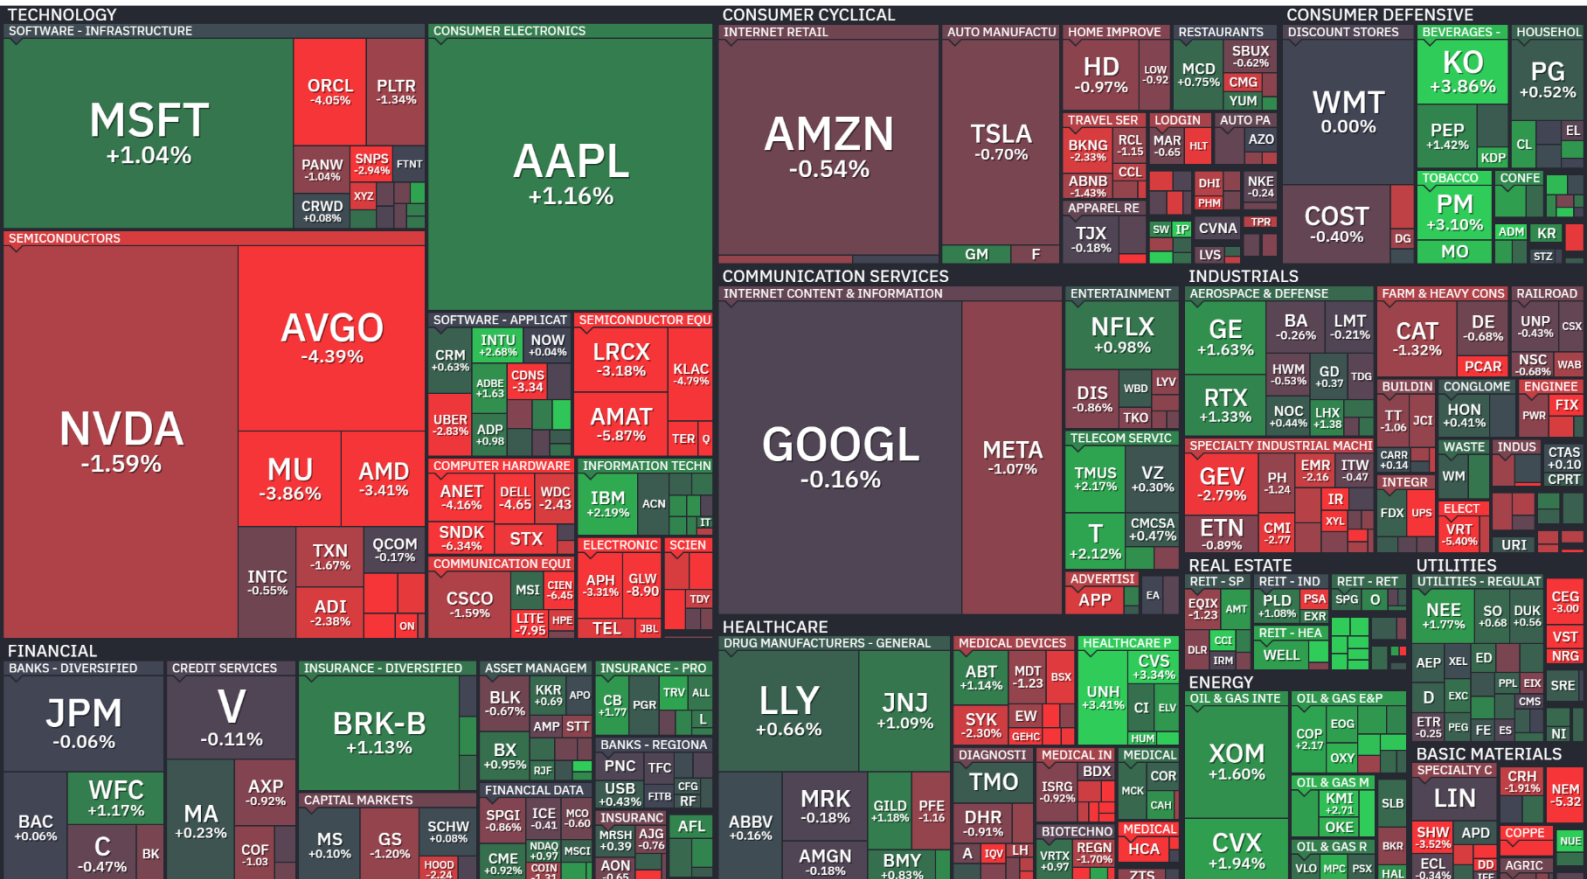 TECHNOLOGY
SOFTWARE - INFRASTRUCTURE
MSFT
+1.04%
ORCL
-4.05%
PLTR
-1.34%
PANW
-1.04%
SNPS
-2.94%
FTNT
CRWD
+0.08%
XYZ
CONSUMER ELECTRONICS
AAPL
+1.16%
SEMICONDUCTORS
NVDA
-1.59%
AVGO
-4.39%
MU
-3.86%
AMD
-3.41%
INTC
-0.55%
TXN
-1.67%
QCOM
-0.17%
ADI
-2.38%
ON
SOFTWARE - APPLICAT
CRM
+0.63%
INTU
+2.68%
NOW
+0.04%
ADBE
+1.63
CDNS
-3.34
UBER
-2.83%
ADP
+0.98
SEMICONDUCTOR EQU
LRCX
-3.18%
KLAC
-4.79%
AMAT
-5.87%
TER
Q
COMPUTER HARDWARE
ANET
-4.16%
DELL
-4.65
WDC
-2.43
SNDK
-6.34%
STX
INFORMATION TECHN
IBM
+2.19%
ACN
IT
COMMUNICATION EQUI
CSCO
-1.59%
MSI
CIEN
-6.45
LITE
-7.95
HPE
ELECTRONIC
APH
-3.31%
GLW
-8.90
TEL
JBL
SCIEN
TDY
CONSUMER CYCLICAL
INTERNET RETAIL
AMZN
-0.54%
AUTO MANUFACTU
TSLA
-0.70%
GM
F
HOME IMPROVE
HD
-0.97%
LOW
-0.92
RESTAURANTS
MCD
+0.75%
SBUX
-0.62%
CMG
YUM
TRAVEL SER
BKNG
-2.33%
RCL
-1.15
ABNB
-1.43%
CCL
LODGIN
MAR
-0.65
HLT
AUTO PA
AZO
DHI
PHM
NKE
-0.24
APPAREL RE
TJX
-0.18%
SW
IP
CVNA
LVS
TPR
CONSUMER DEFENSIVE
DISCOUNT STORES
WMT
0.00%
COST
-0.40%
DG
BEVERAGES -
KO
+3.86%
PEP
+1.42%
KDP
HOUSEHOL
PG
+0.52%
CL
EL
TOBACCO
PM
+3.10%
MO
CONFE
ADM
KR
STZ
COMMUNICATION SERVICES
INTERNET CONTENT & INFORMATION
GOOGL
-0.16%
META
-1.07%
ENTERTAINMENT
NFLX
+0.98%
DIS
-0.86%
WBD
LYV
TKO
TELECOM SERVIC
TMUS
+2.17%
VZ
+0.30%
T
+2.12%
CMCSA
+0.47%
ADVERTISI
APP
EA
INDUSTRIALS
AEROSPACE & DEFENSE
GE
+1.63%
BA
-0.26%
LMT
-0.21%
RTX
+1.33%
HWM
-0.53%
GD
+0.37
TDG
NOC
+0.44%
LHX
+1.38
FARM & HEAVY CONS
CAT
-1.32%
DE
-0.68%
PCAR
RAILROAD
UNP
-0.43%
CSX
NSC
-0.68%
WAB
SPECIALTY INDUSTRIAL MACHI
GEV
-2.79%
PH
-1.24
EMR
-2.16
ITW
-0.47
ETN
-0.89%
CMI
-2.77
IR
XYL
BUILDIN
TT
-1.06
JCI
CARR
+0.14
CONGLOME
HON
+0.41%
ENGINEE
PWR
FIX
WASTE
WM
INDUS
CTAS
+0.10
CPRT
INTEGR
FDX
UPS
ELECT
VRT
-5.40%
URI
REAL ESTATE
REIT - SP
EQIX
-1.23
AMT
CCI
DLR
IRM
REIT - IND
PLD
+1.08%
PSA
EXR
REIT - RET
SPG
O
REIT - HEA
WELL
UTILITIES
UTILITIES - REGULAT
NEE
+1.77%
SO
+0.68
DUK
+0.56
CEG
-3.00
VST
NRG
AEP
XEL
ED
D
EXC
PPL
EIX
SRE
CMS
ETR
-0.25
PEG
FE
ES
NI
FINANCIAL
BANKS - DIVERSIFIED
JPM
-0.06%
BAC
+0.06%
WFC
+1.17%
C
-0.47%
BK
CREDIT SERVICES
V
-0.11%
MA
+0.23%
AXP
-0.92%
COF
-1.03
INSURANCE - DIVERSIFIED
BRK-B
+1.13%
CAPITAL MARKETS
MS
+0.10%
GS
-1.20%
SCHW
+0.08%
HOOD
-2.24
ASSET MANAGEM
BLK
-0.67%
KKR
+0.69
APO
AMP
STT
BX
+0.95%
RJF
FINANCIAL DATA
SPGI
-0.86%
ICE
-0.41
MCO
-0.60
CME
+0.92%
NDAQ
+0.97
MSCI
COIN
-1.31
INSURANCE - PRO
CB
+1.77
PGR
TRV
ALL
L
BANKS - REGIONA
PNC
TFC
USB
+0.43%
FITB
CFG
RF
INSURANC
MRSH
+0.39
AJG
-0.76
AON
-0.65
AFL
HEALTHCARE
DRUG MANUFACTURERS - GENERAL
LLY
+0.66%
JNJ
+1.09%
ABBV
+0.16%
MRK
-0.18%
AMGN
-0.18%
GILD
+1.18%
PFE
-1.16
BMY
+0.83%
MEDICAL DEVICES
ABT
+1.14%
MDT
-1.23
BSX
SYK
-2.30%
EW
GEHC
HEALTHCARE P
UNH
+3.41%
CVS
+3.34%
CI
ELV
HUM
DIAGNOSTI
TMO
DHR
-0.91%
A
IQV
LH
MEDICAL IN
ISRG
-0.92%
BDX
MEDICAL
MCK
COR
CAH
BIOTECHNO
VRTX
+0.97
REGN
-1.70%
MEDICAL
HCA
ZTS
ENERGY
OIL & GAS INTE
XOM
+1.60%
CVX
+1.94%
OIL & GAS E&P
COP
+2.17
EOG
OXY
OIL & GAS M
KMI
+2.71
OKE
SLB
BKR
HAL
OIL & GAS R
VLO
MPC
PSX
BASIC MATERIALS
SPECIALTY C
LIN
SHW
-3.52%
APD
ECL
-0.34%
DD
IFF
CRH
-1.91%
NEM
-5.32
COPPE
NUE
AGRIC